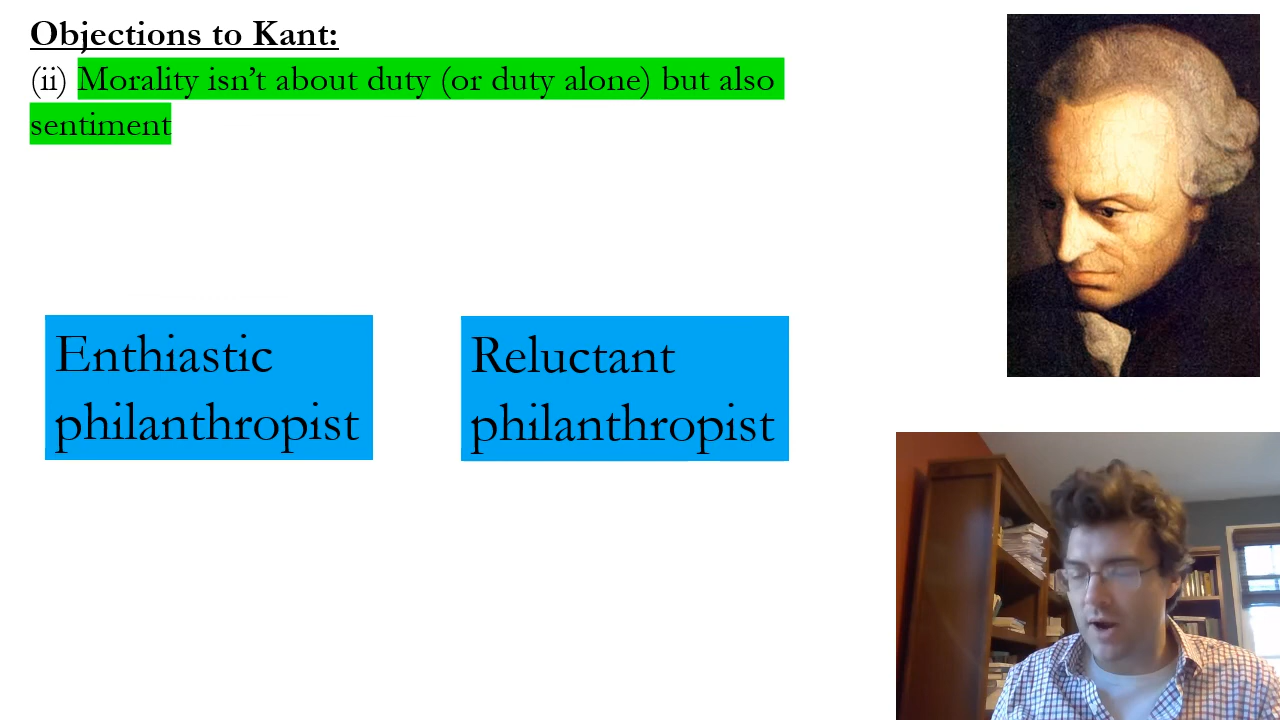 Objections to Kant:
(ii) Morality isn't about duty (or duty alone) but also
sentiment
Enthiastic
philanthropist
Reluctant
philanthropist